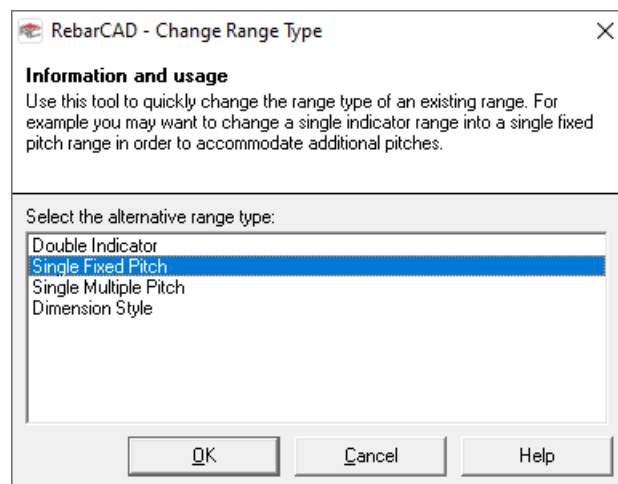 RebarCAD - Change Range Type
Information and usage
Use this tool to quickly change the range type of an existing range. For
example you may want to change a single indicator range into a single fixed
pitch range in order to accommodate additional pitches.
Select the alternative range type:
Double Indicator
Single Fixed Pitch
Single Multiple Pitch
Dimension Style
OK Cancel Help